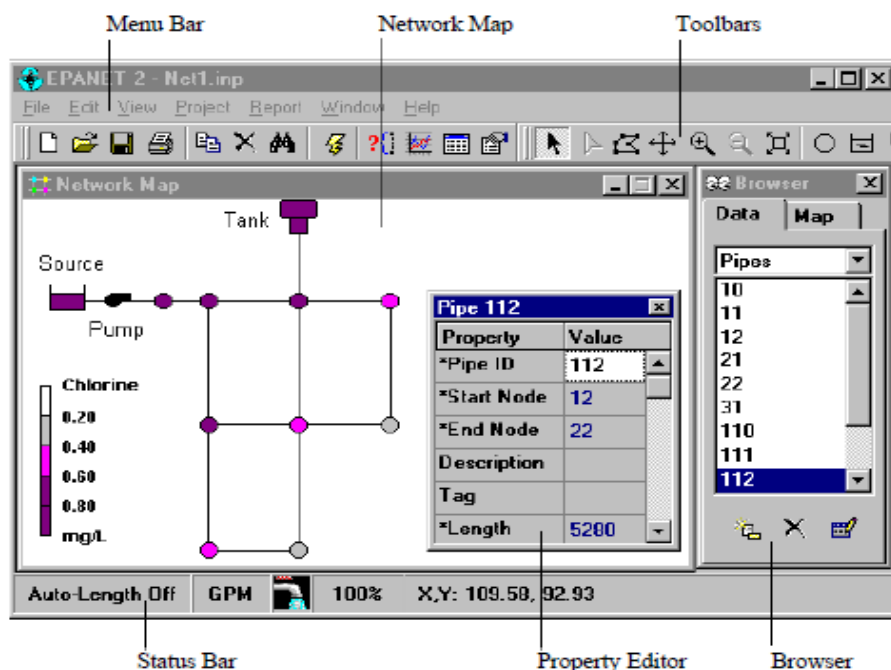 Menu Bar
Network Map
Toolbars
EPANET 2 - Net1.inp
File Edit View Project Report Window Help
Network Map
Browser
Data Map
Tank
Source
Pump
Pipes
10
11
12
21
22
31
110
111
112
Pipe 112
Property Value
*Pipe ID 112
*Start Node 12
*End Node 22
Description
Tag
*Length 5280
Chlorine
0.20
0.40
0.60
0.80
mg/L
Auto-Length Off GPM 100% X,Y: 109.58, 92.93
Status Bar
Property Editor
Browser